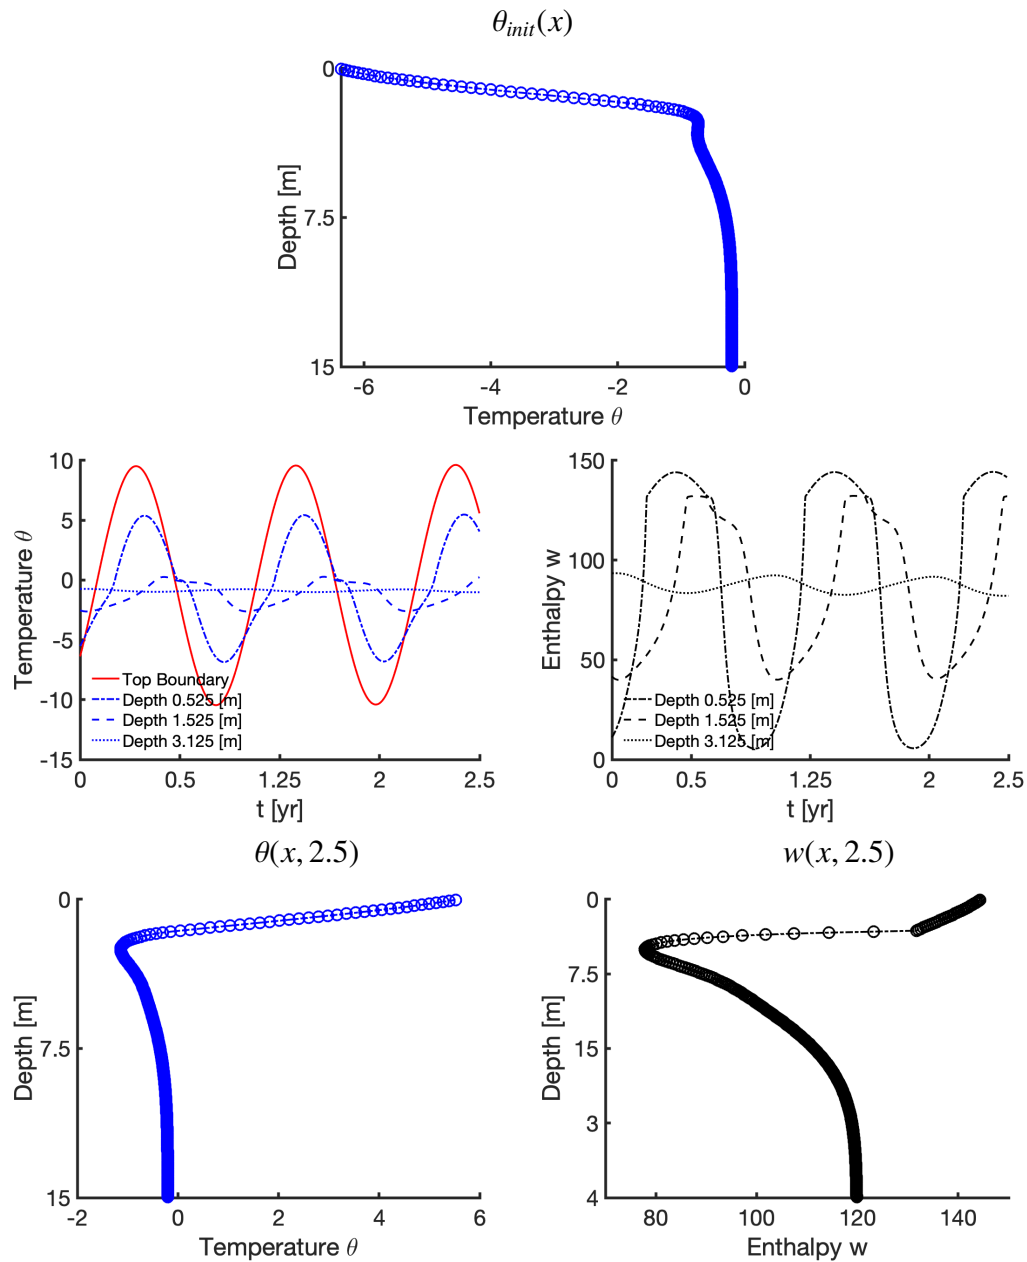 θinit(x)
0
7.5
15
Depth [m]
-6 -4 -2 0
Temperature θ
10
5
0
-5
-10
-15
Temperature θ
Top Boundary
Depth 0.525 [m]
Depth 1.525 [m]
Depth 3.125 [m]
0 0.5 1.25 2 2.5
t [yr]
150
100
50
0
Enthalpy w
Depth 0.525 [m]
Depth 1.525 [m]
Depth 3.125 [m]
0 0.5 1.25 2 2.5
t [yr]
θ(x, 2.5)
0
7.5
15
Depth [m]
-2 0 2 4 6
Temperature θ
w(x, 2.5)
0
7.5
15
3
4
Depth [m]
80 100 120 140
Enthalpy w